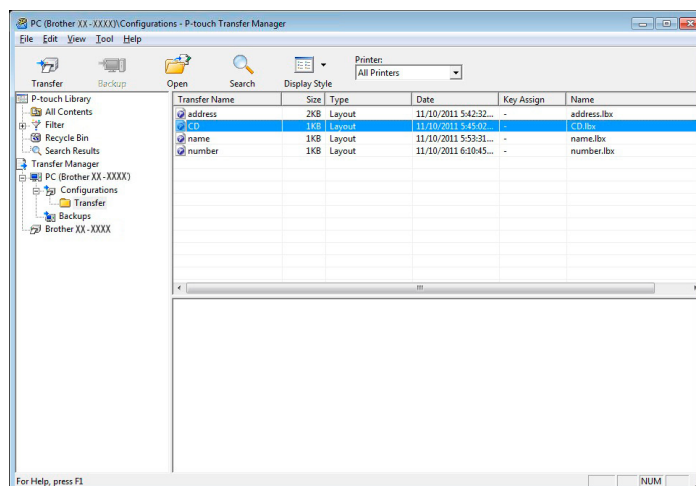 PC (Brother XX-XXXX)\Configurations - P-touch Transfer Manager
File Edit View Tool Help
Transfer Backup Open Search Display Style
Printer:
All Printers
P-touch Library
All Contents
Filter
Recycle Bin
Search Results
Transfer Manager
PC (Brother XX-XXXX)
Configurations
Transfer
Backups
Brother XX-XXXX
Transfer Name Size Type Date Key Assign Name
address 2KB Layout 11/10/2011 5:42:32... - address.lbx
CD 1KB Layout 11/10/2011 5:45:02... - CD.lbx
name 1KB Layout 11/10/2011 5:53:31... - name.lbx
number 1KB Layout 11/10/2011 6:10:45... - number.lbx
For Help, press F1
NUM